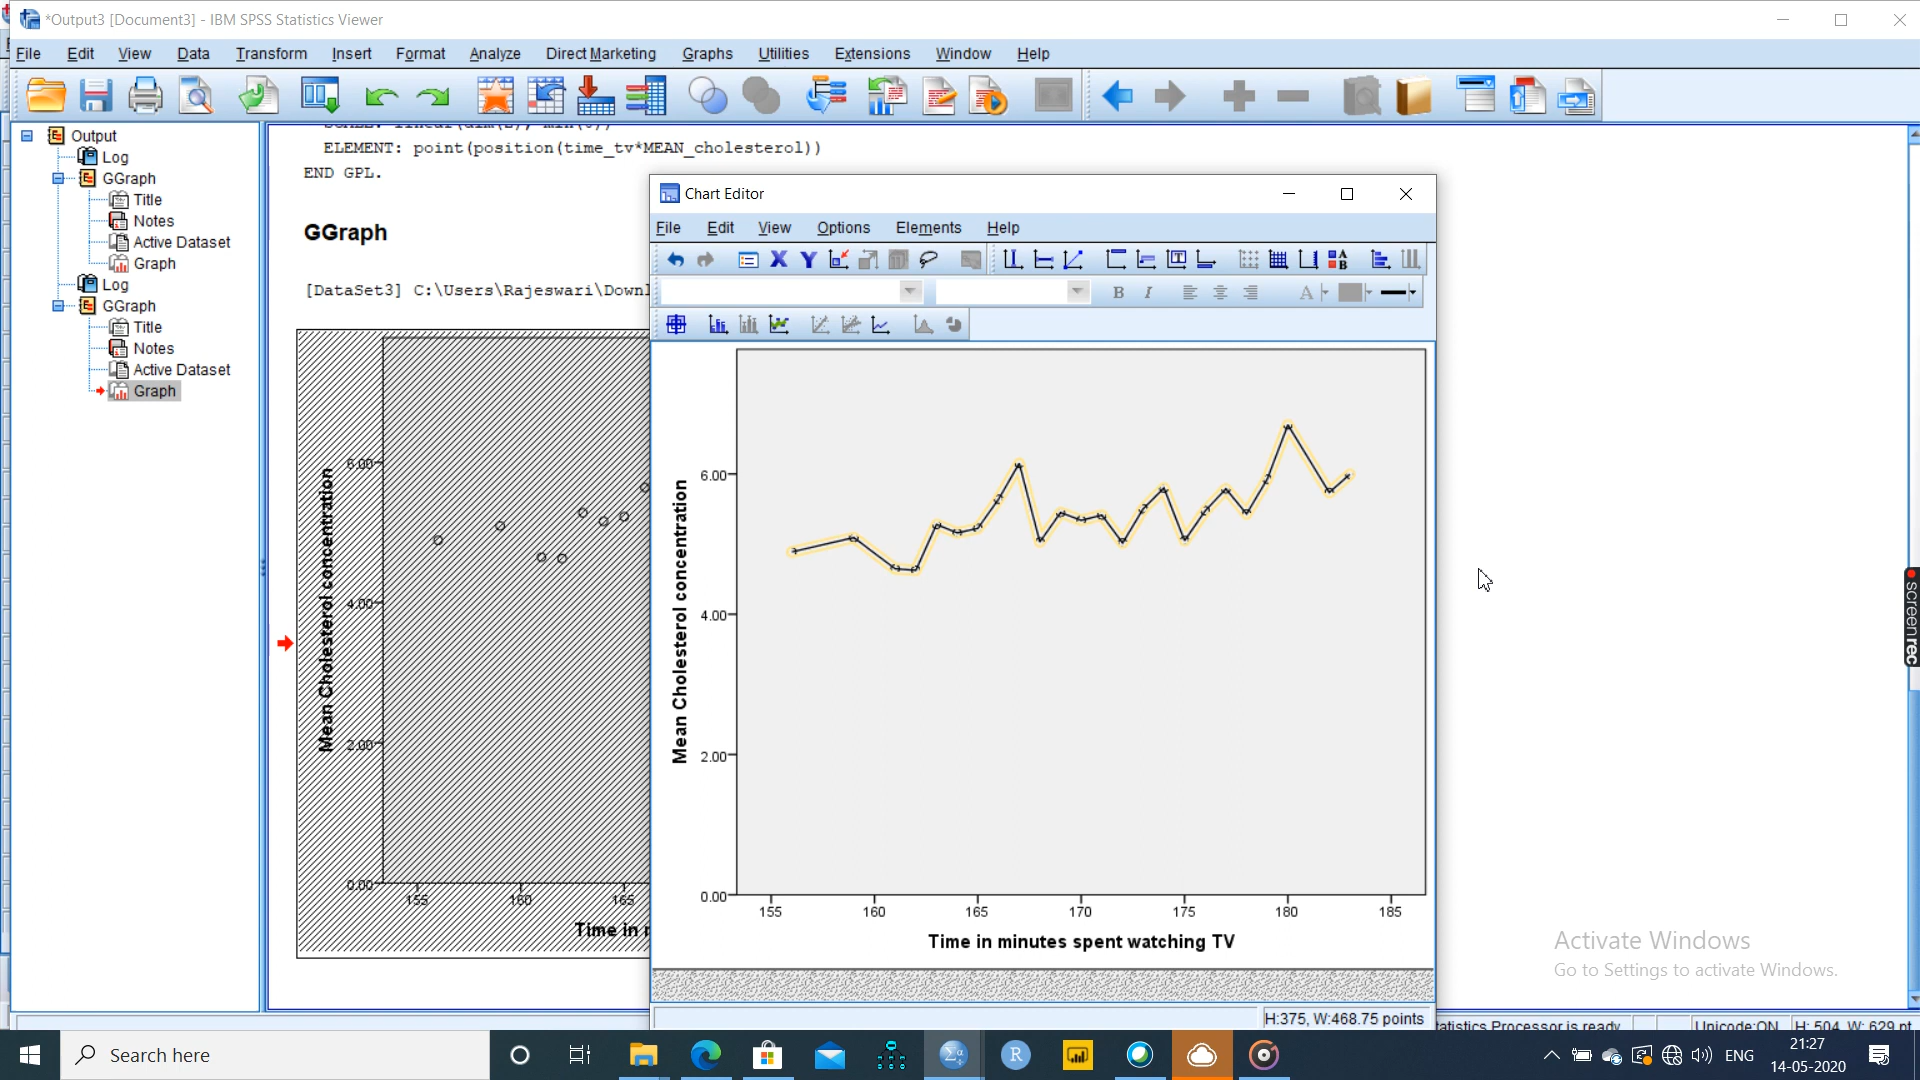 *Output3 [Document3] - IBM SPSS Statistics Viewer
File Edit View Data Transform Insert Format Analyze Direct Marketing Graphs Utilities Extensions Window Help
Output
Log
GGraph
Title
Notes
Active Dataset
Graph
Log
GGraph
Title
Notes
Active Dataset
Graph
ELEMENT: point(position(time_tv*MEAN_cholesterol))
END GPL.
GGraph
[DataSet3] C:\Users\Rajeswari\Downl
Mean Cholesterol concentration
6.00
4.00
2.00
0.00
155 160 165
Time in
Chart Editor
File Edit View Options Elements Help
B I A
Mean Cholesterol concentration
6.00
4.00
2.00
0.00
155 160 165 170 175 180 185
Time in minutes spent watching TV
H:375, W:468.75 points
Activate Windows
Go to Settings to activate Windows.
screenrec
tatistics Processor is ready Unicode:ON H: 504, W: 629 pt.
Search here
ENG
21:27
14-05-2020